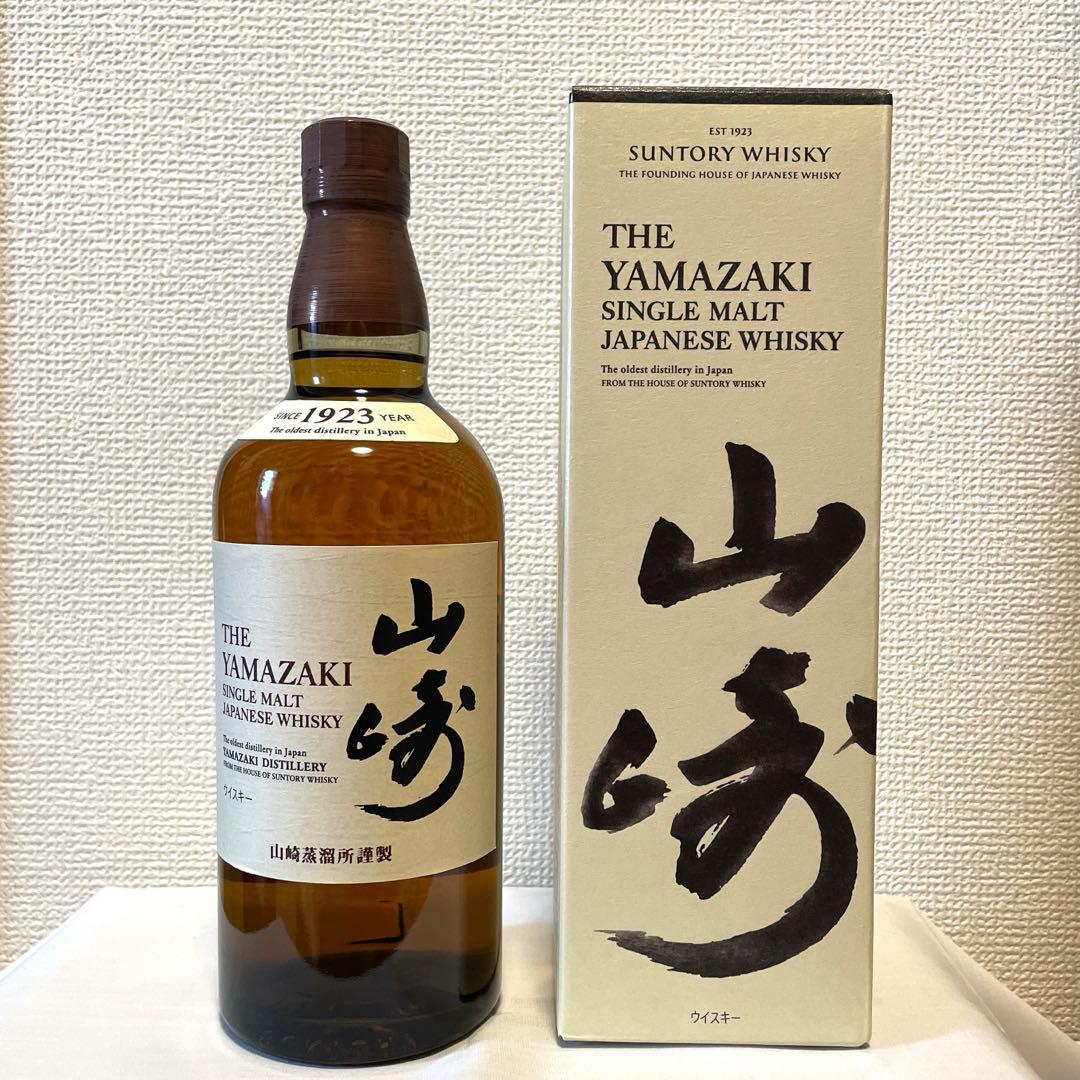 SINCE 1923 YEAR
The oldest distillery in Japan
THE
YAMAZAKI
SINGLE MALT
JAPANESE WHISKY
The oldest distillery in Japan
YAMAZAKI DISTILLERY
FROM THE HOUSE OF SUNTORY WHISKY
ウイスキー
山崎
山崎蒸溜所謹製
EST 1923
SUNTORY WHISKY
THE FOUNDING HOUSE OF JAPANESE WHISKY
THE
YAMAZAKI
SINGLE MALT
JAPANESE WHISKY
The oldest distillery in Japan
FROM THE HOUSE OF SUNTORY WHISKY
山崎
ウイスキー